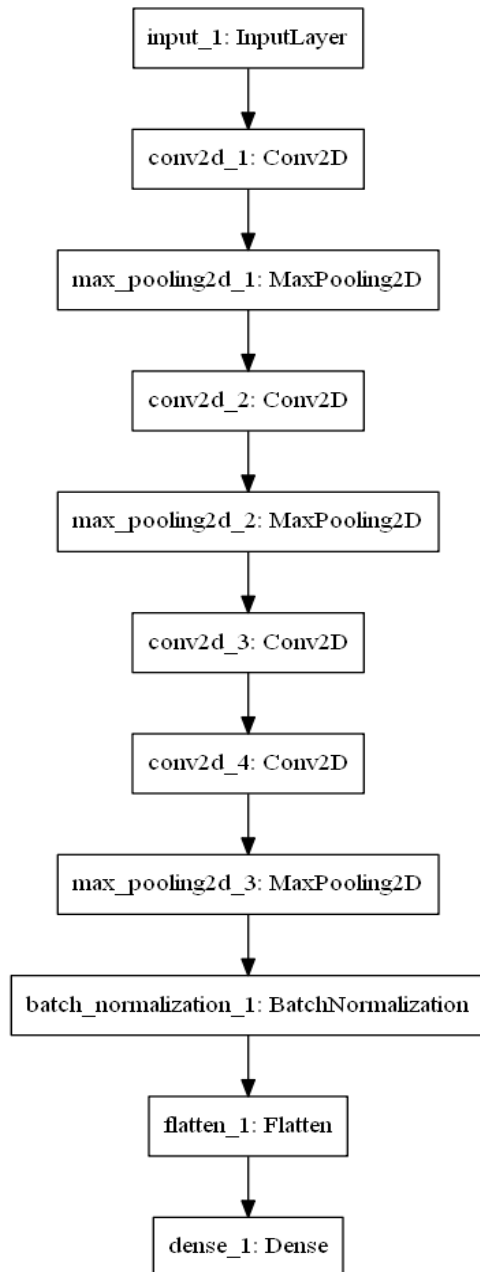 input_1: InputLayer
conv2d_1: Conv2D
max_pooling2d_1: MaxPooling2D
conv2d_2: Conv2D
max_pooling2d_2: MaxPooling2D
conv2d_3: Conv2D
conv2d_4: Conv2D
max_pooling2d_3: MaxPooling2D
batch_normalization_1: BatchNormalization
flatten_1: Flatten
dense_1: Dense